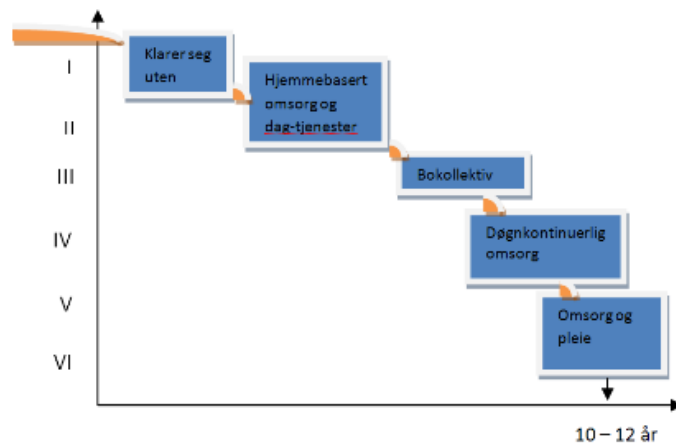 Klarer seg
uten
I
Hjemmebasert
omsorg og
dag-tjenester
II
Bokollektiv
III
Døgnkontinuerlig
omsorg
IV
Omsorg og
pleie
V
VI
10 – 12 år